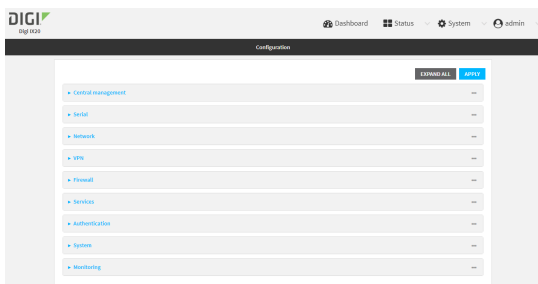 DIGI
Digi IX20
Dashboard Status System admin
Configuration
EXPAND ALL APPLY
Central management
Serial
Network
VPN
Firewall
Services
Authentication
System
Monitoring